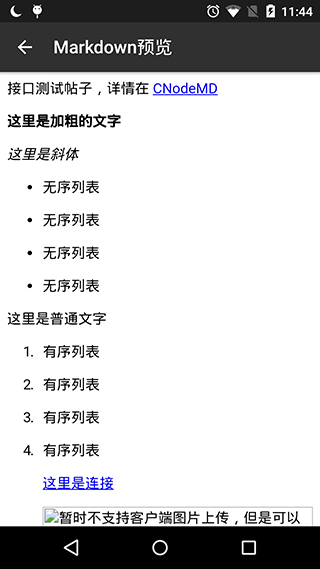 11:44
Markdown预览
接口测试帖子，详情在 CNodeMD
这里是加粗的文字
这里是斜体
• 无序列表
• 无序列表
• 无序列表
• 无序列表
这里是普通文字
1. 有序列表
2. 有序列表
3. 有序列表
4. 有序列表
这里是连接
暂时不支持客户端图片上传，但是可以